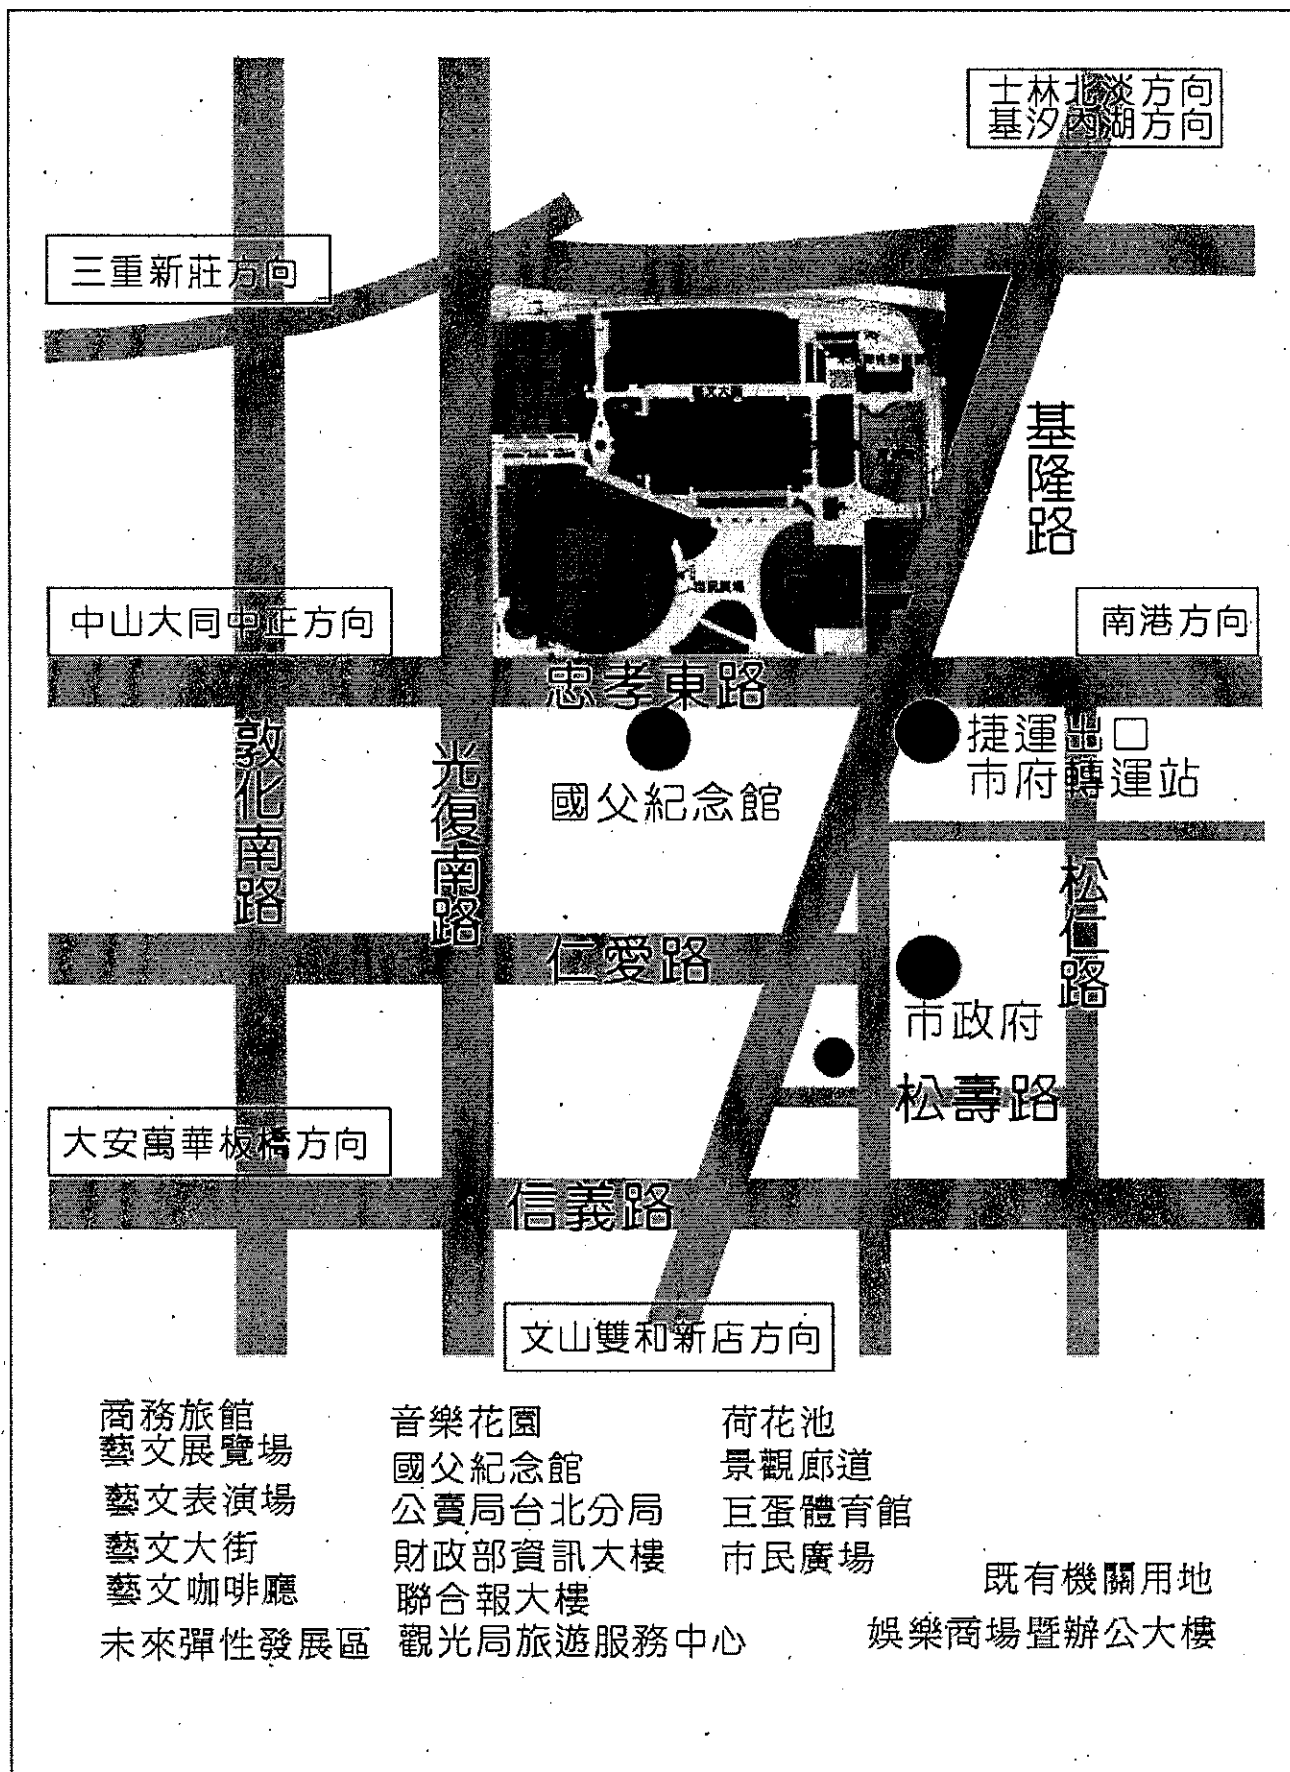 士林北淡方向
基汐內湖方向
三重新莊方向
藝文大街
基隆路
中山大同中正方向
市民廣場
南港方向
忠孝東路
敦化南路
光復南路
國父紀念館
捷運出口
市府轉運站
松仁路
仁愛路
市政府
松壽路
大安萬華板橋方向
信義路
文山雙和新店方向
商務旅館
藝文展覽場
藝文表演場
藝文大街
藝文咖啡廳
未來彈性發展區
音樂花園
國父紀念館
公賣局台北分局
財政部資訊大樓
聯合報大樓
觀光局旅遊服務中心
荷花池
景觀廊道
巨蛋體育館
市民廣場
既有機關用地
娛樂商場暨辦公大樓